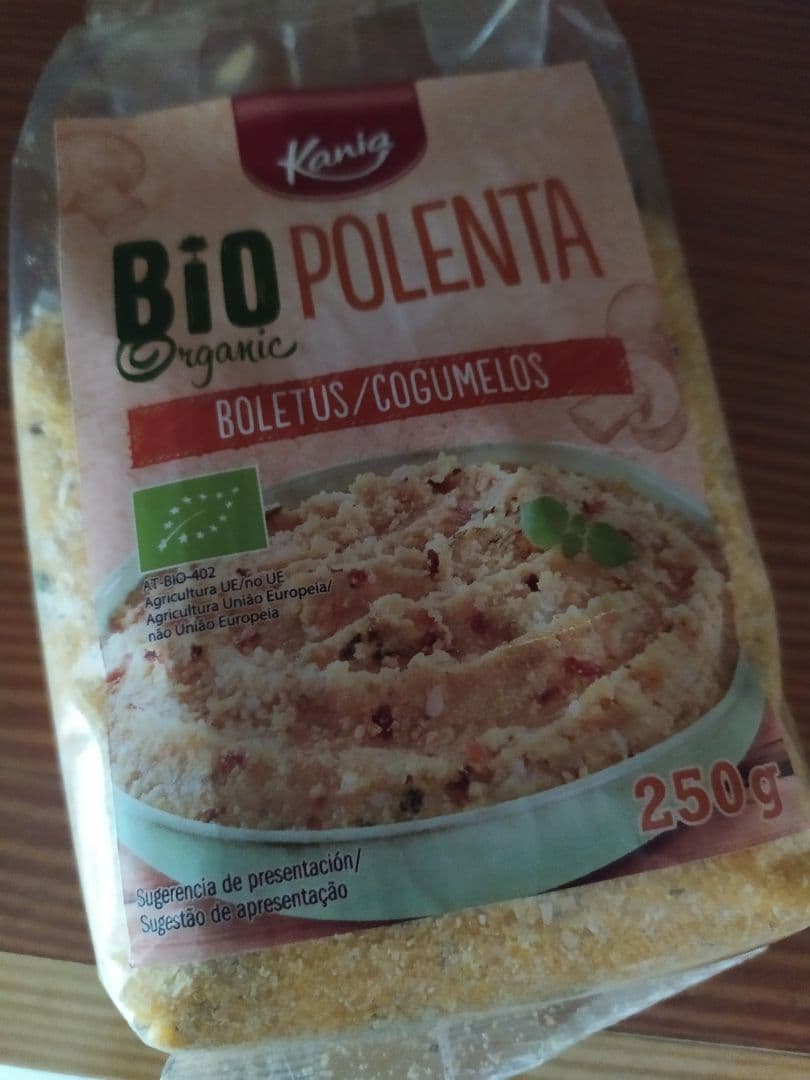 Kania
BiO POLENTA
Organic
BOLETUS/COGUMELOS
AT-BIO-402
Agricultura UE/no UE
Agricultura União Europeia/
não União Europeia
250g
Sugerencia de presentación/
Sugestão de apresentação